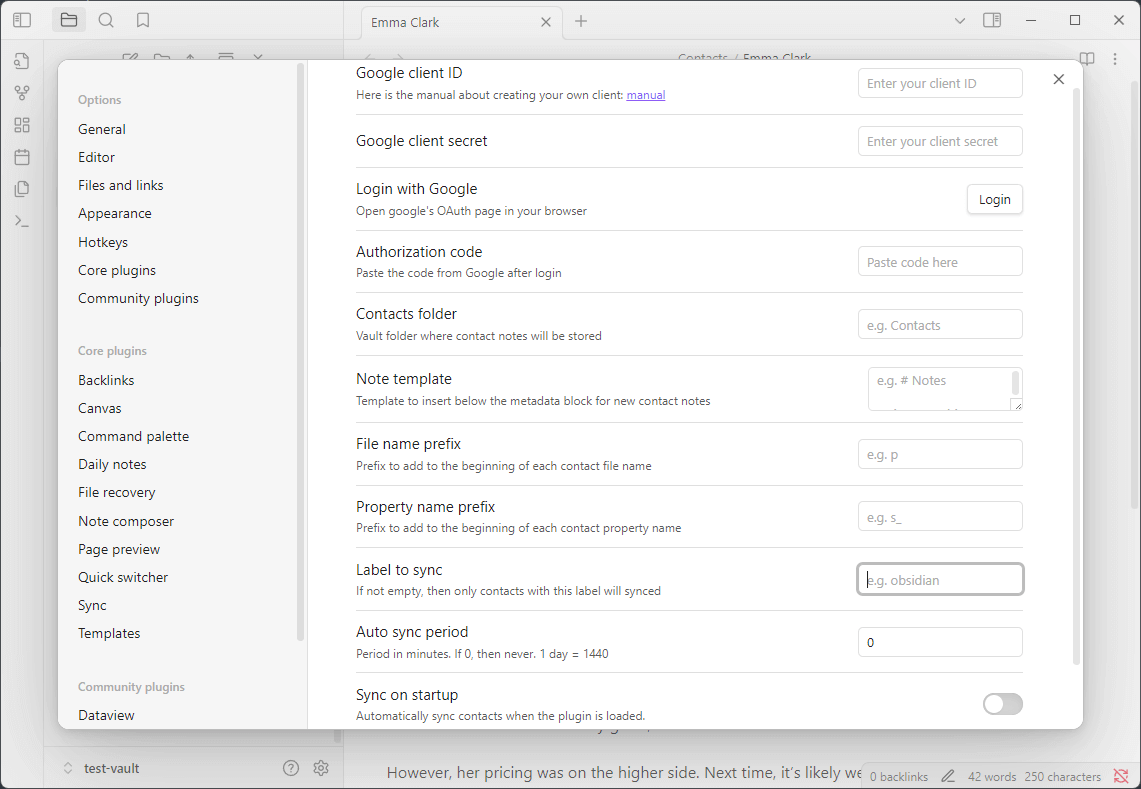 Emma Clark
Contacts / Emma Clark
Options
General
Editor
Files and links
Appearance
Hotkeys
Core plugins
Community plugins
Core plugins
Backlinks
Canvas
Command palette
Daily notes
File recovery
Note composer
Page preview
Quick switcher
Sync
Templates
Community plugins
Dataview
Google client ID
Here is the manual about creating your own client: manual
Enter your client ID
Google client secret
Enter your client secret
Login with Google
Open google's OAuth page in your browser
Login
Authorization code
Paste the code from Google after login
Paste code here
Contacts folder
Vault folder where contact notes will be stored
e.g. Contacts
Note template
Template to insert below the metadata block for new contact notes
e.g. # Notes
File name prefix
Prefix to add to the beginning of each contact file name
e.g. p
Property name prefix
Prefix to add to the beginning of each contact property name
e.g. s_
Label to sync
If not empty, then only contacts with this label will synced
e.g. obsidian
Auto sync period
Period in minutes. If 0, then never. 1 day = 1440
0
Sync on startup
Automatically sync contacts when the plugin is loaded.
test-vault
However, her pricing was on the higher side. Next time, it's likely we
0 backlinks
42 words
250 characters